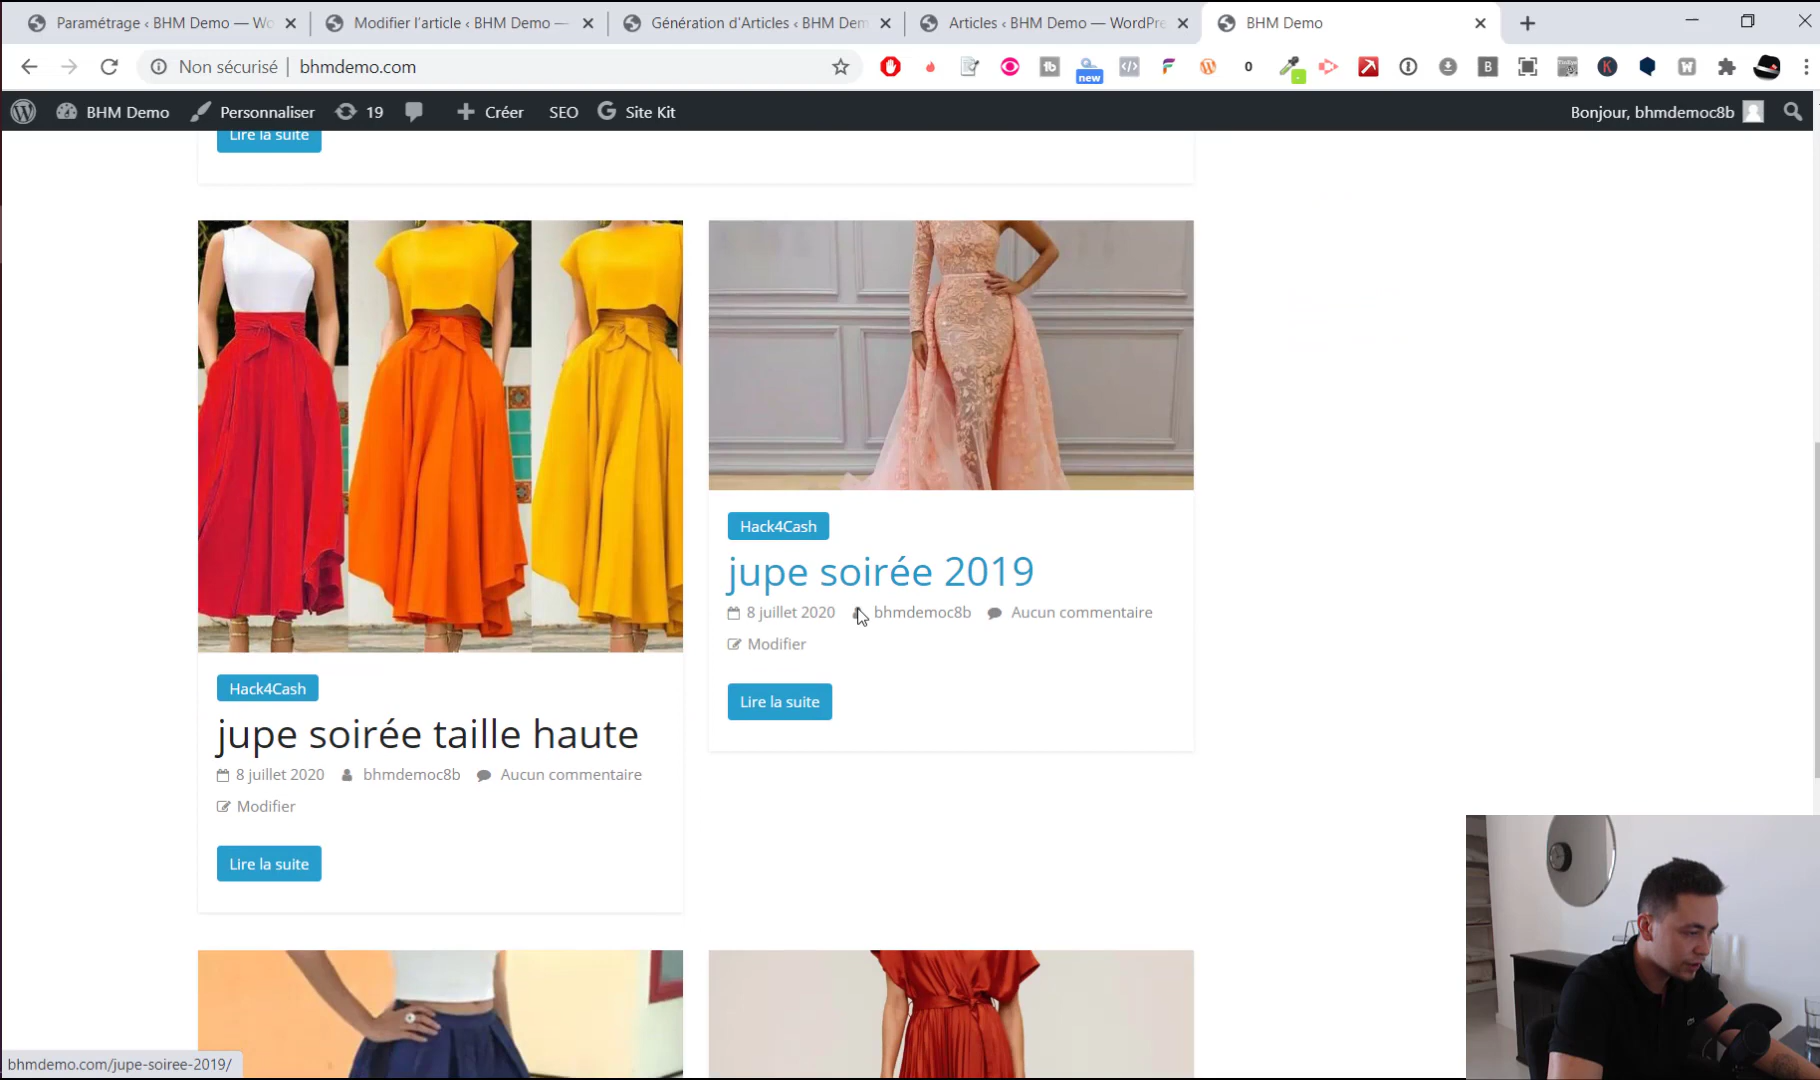 Paramétrage ‹ BHM Demo — Wo
Modifier l'article ‹ BHM Demo —
Génération d'Articles ‹ BHM Dem
Articles ‹ BHM Demo — WordPre
BHM Demo
Non sécurisé
bhmdemo.com
new
0
BHM Demo
Personnaliser
19
Créer
SEO
Site Kit
Bonjour, bhmdemoc8b
Lire la suite
Hack4Cash
jupe soirée 2019
8 juillet 2020 bhmdemoc8b Aucun commentaire
Modifier
Lire la suite
Hack4Cash
jupe soirée taille haute
8 juillet 2020 bhmdemoc8b Aucun commentaire
Modifier
Lire la suite
bhmdemo.com/jupe-soiree-2019/